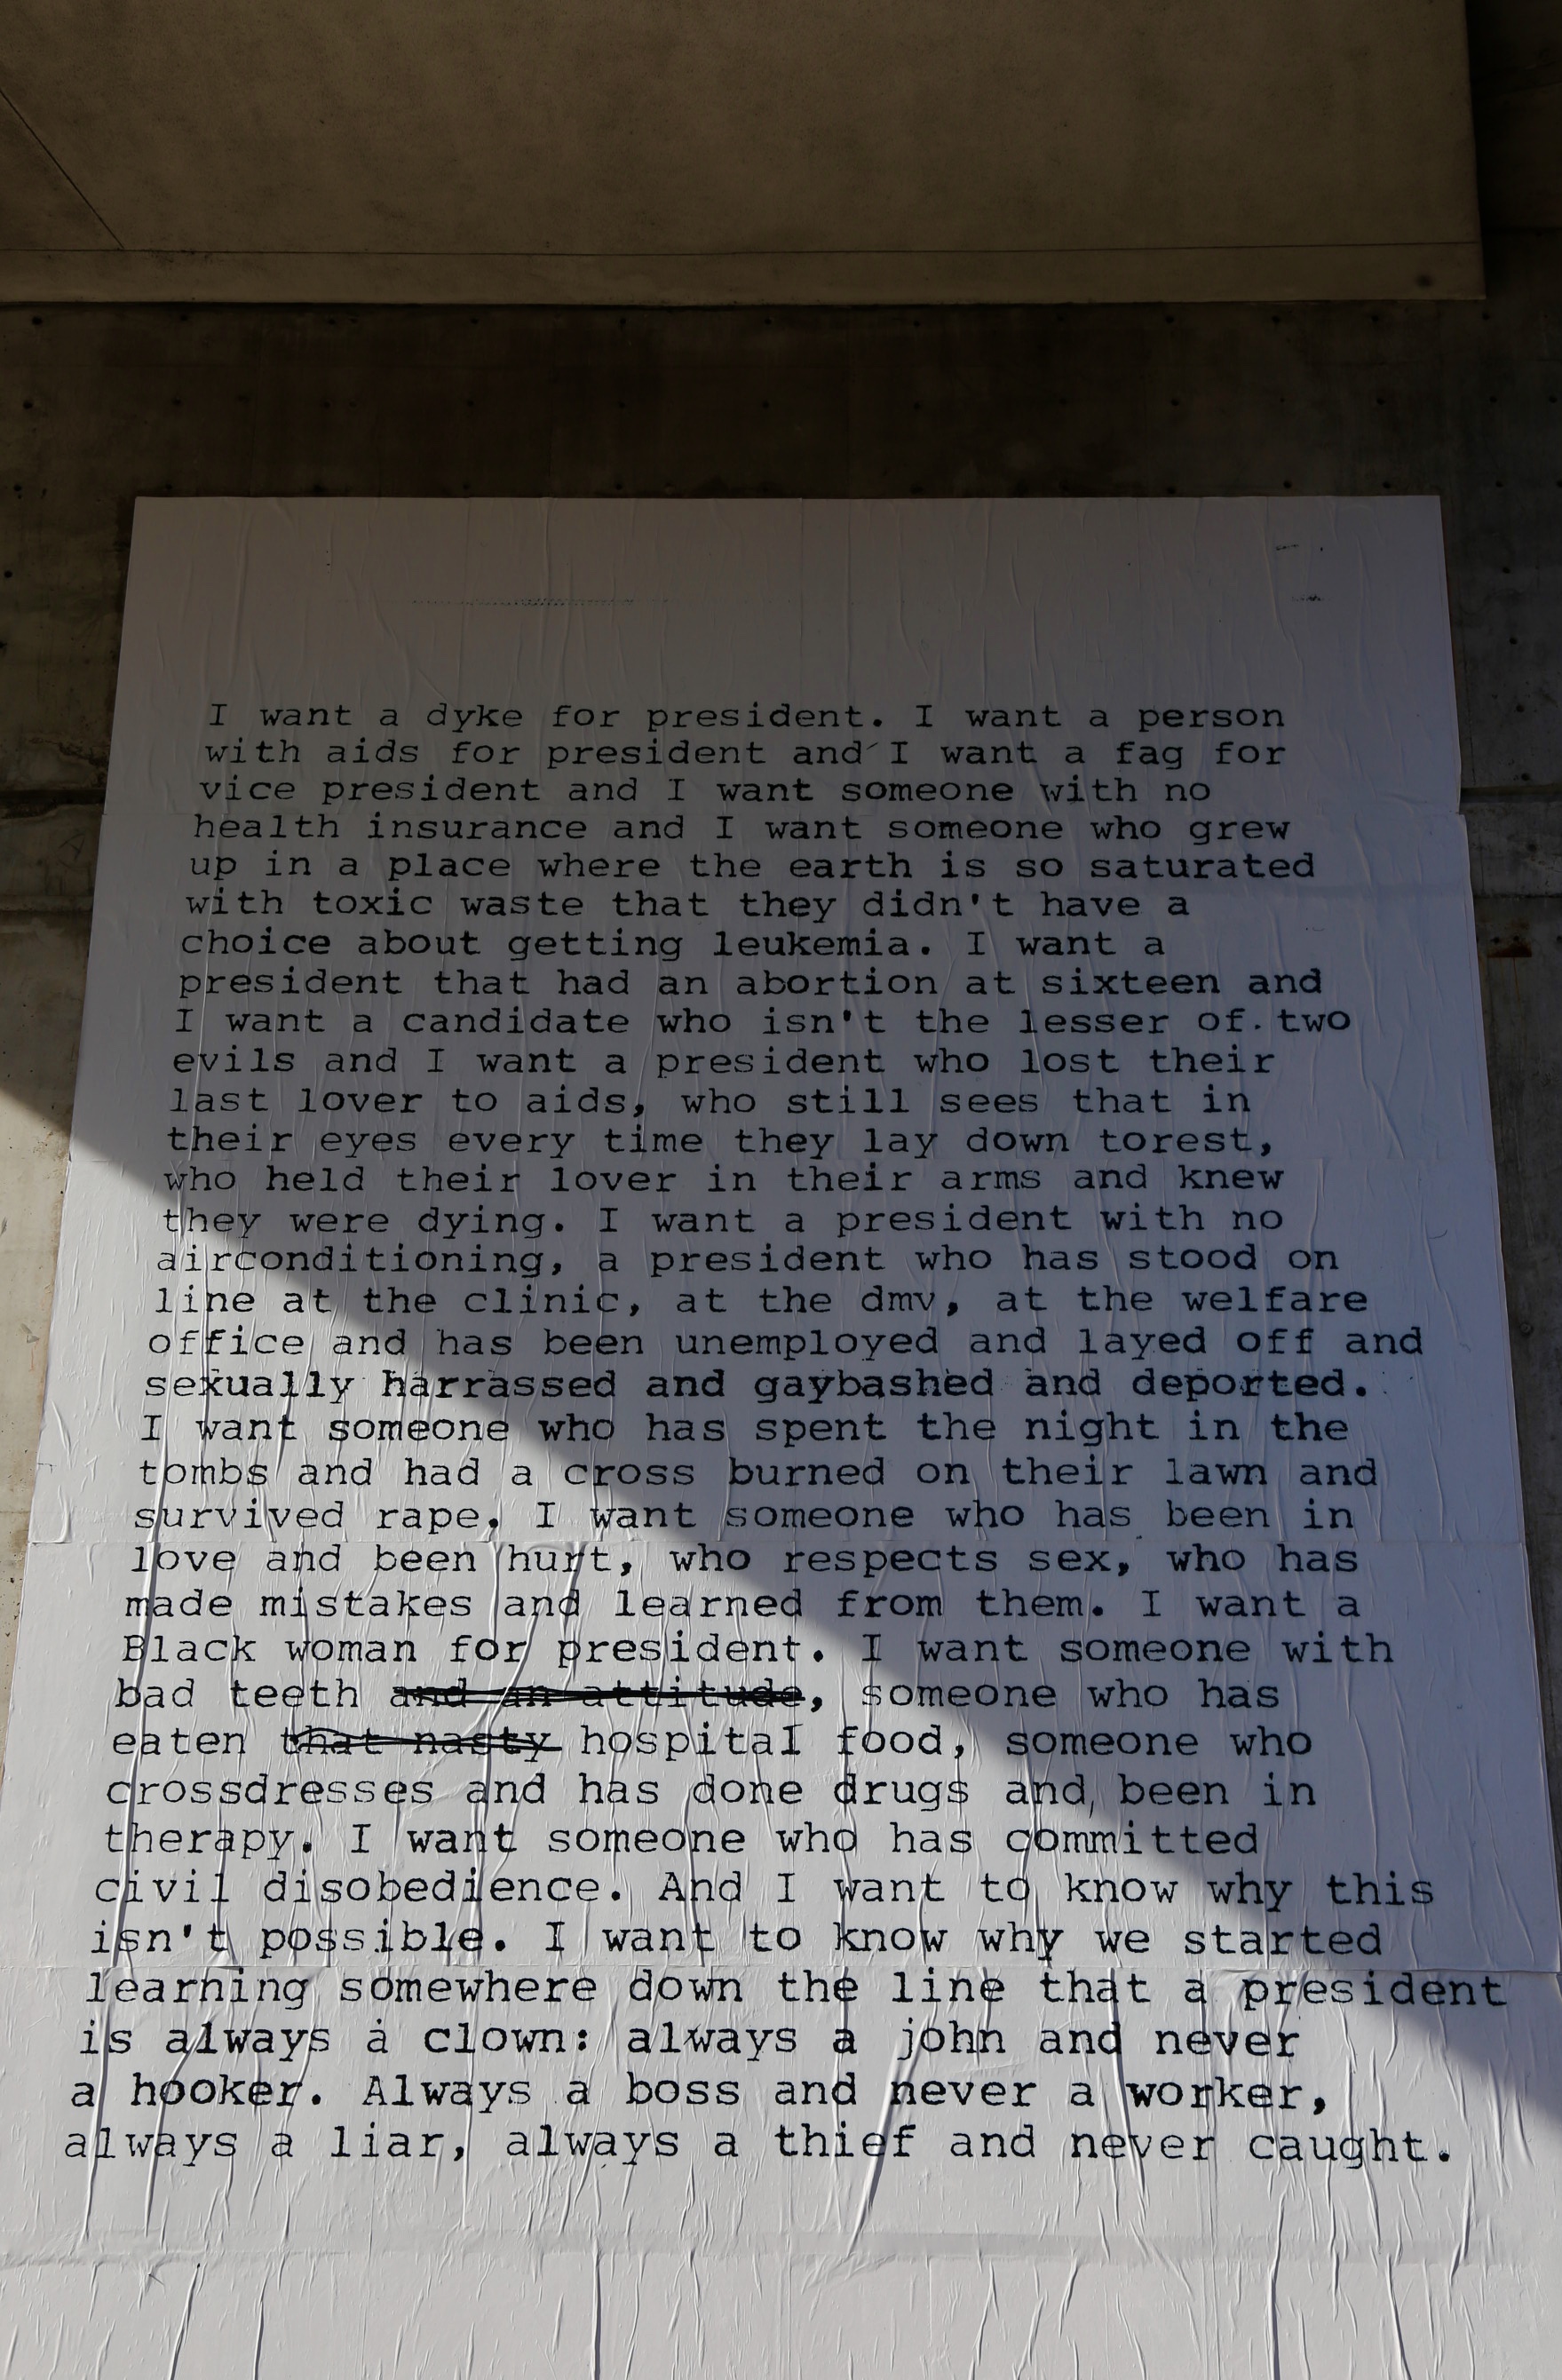 I want a dyke for president. I want a person
with aids for president and I want a fag for
vice president and I want someone with no
health insurance and I want someone who grew
up in a place where the earth is so saturated
with toxic waste that they didn't have a
choice about getting leukemia. I want a
president that had an abortion at sixteen and
I want a candidate who isn't the lesser of.two
evils and I want a president who lost their
last lover to aids, who still sees that in
their eyes every time they lay down torest,
who held their lover in their arms and knew
they were dying. I want a president with no
airconditioning, a president who has stood on
line at the clinic, at the dmv, at the welfare
office and has been unemployed and layed off and
sexually harrassed and gaybashed and deported.
I want someone who has spent the night in the
tombs and had a cross burned on their lawn and
survived rape. I want someone who has been in
love and been hurt, who respects sex, who has
made mistakes and learned from them. I want a
Black woman for president. I want someone with
bad teeth and an attitude, someone who has
eaten that nasty hospital food, someone who
crossdresses and has done drugs and been in
therapy. I want someone who has committed
civil disobedience. And I want to know why this
isn't possible. I want to know why we started
learning somewhere down the line that a president
is always a clown: always a john and never
a hooker. Always a boss and never a worker,
always a liar, always a thief and never caught.